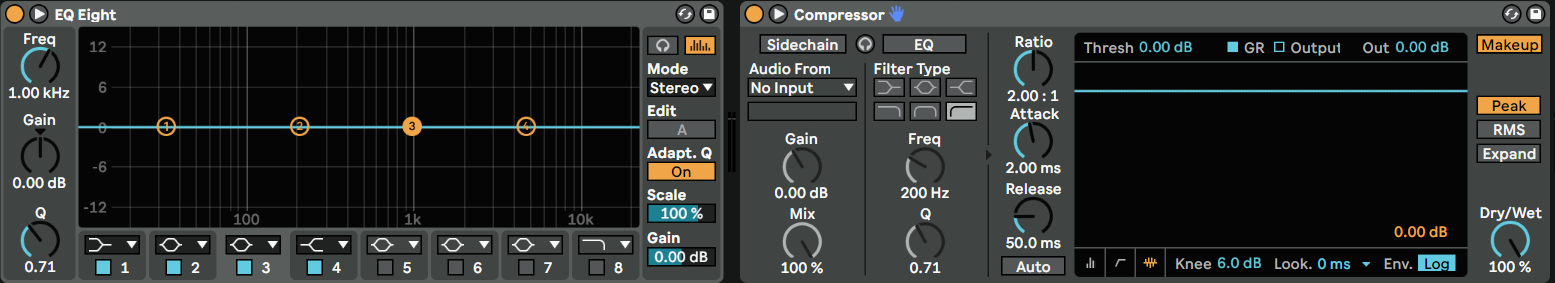 EQ Eight
Freq
1.00 kHz
Gain
0.00 dB
Q
0.71
12
6
0
-6
-12
100
1k
10k
1
2
3
4
1
2
3
4
5
6
7
8
Mode
Stereo
Edit
A
Adapt. Q
On
Scale
100 %
Gain
0.00 dB
Compressor
Sidechain
EQ
Audio From
No Input
Filter Type
Gain
0.00 dB
Mix
100 %
Freq
200 Hz
Q
0.71
Ratio
2.00 : 1
Attack
2.00 ms
Release
50.0 ms
Auto
Thresh 0.00 dB
GR
Output
Out 0.00 dB
0.00 dB
Knee 6.0 dB
Look. 0 ms
Env. Log
Makeup
Peak
RMS
Expand
Dry/Wet
100 %